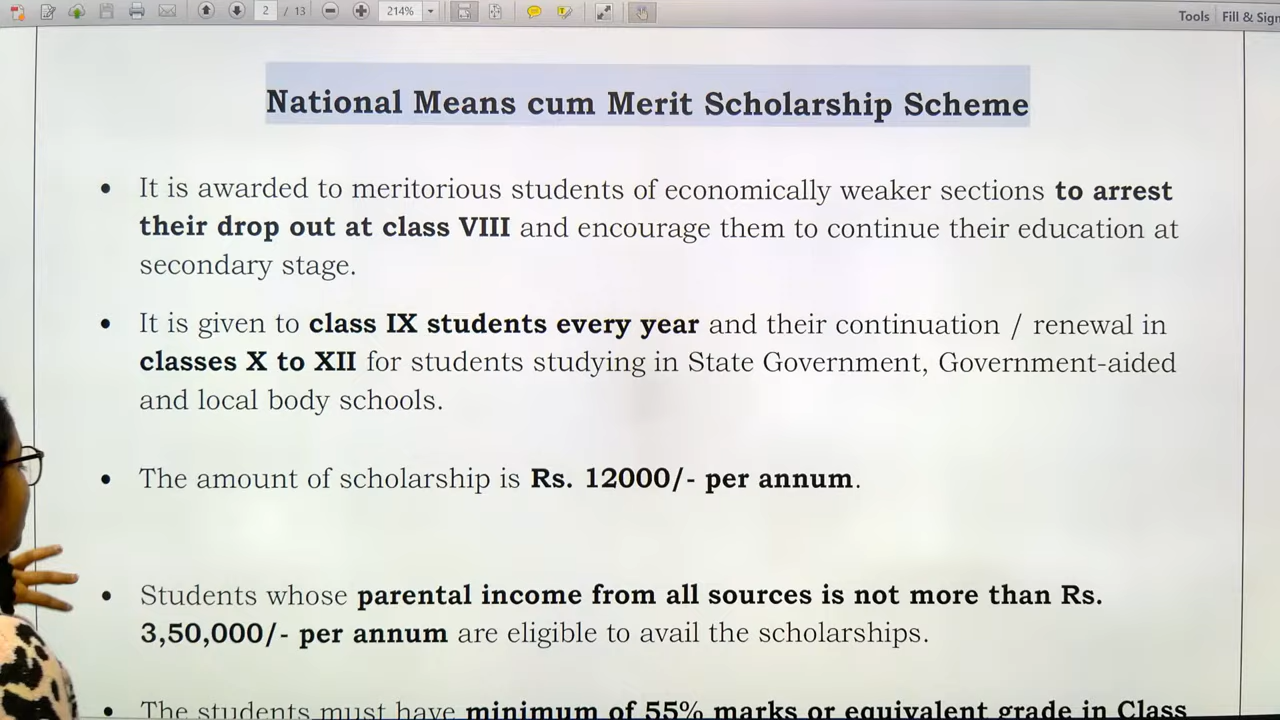 2 / 13
214%
Tools
Fill & Sign
National Means cum Merit Scholarship Scheme
• It is awarded to meritorious students of economically weaker sections to arrest
their drop out at class VIII and encourage them to continue their education at
secondary stage.
• It is given to class IX students every year and their continuation / renewal in
classes X to XII for students studying in State Government, Government-aided
and local body schools.
• The amount of scholarship is Rs. 12000/- per annum.
• Students whose parental income from all sources is not more than Rs.
3,50,000/- per annum are eligible to avail the scholarships.
• The students must have minimum of 55% marks or equivalent grade in Class